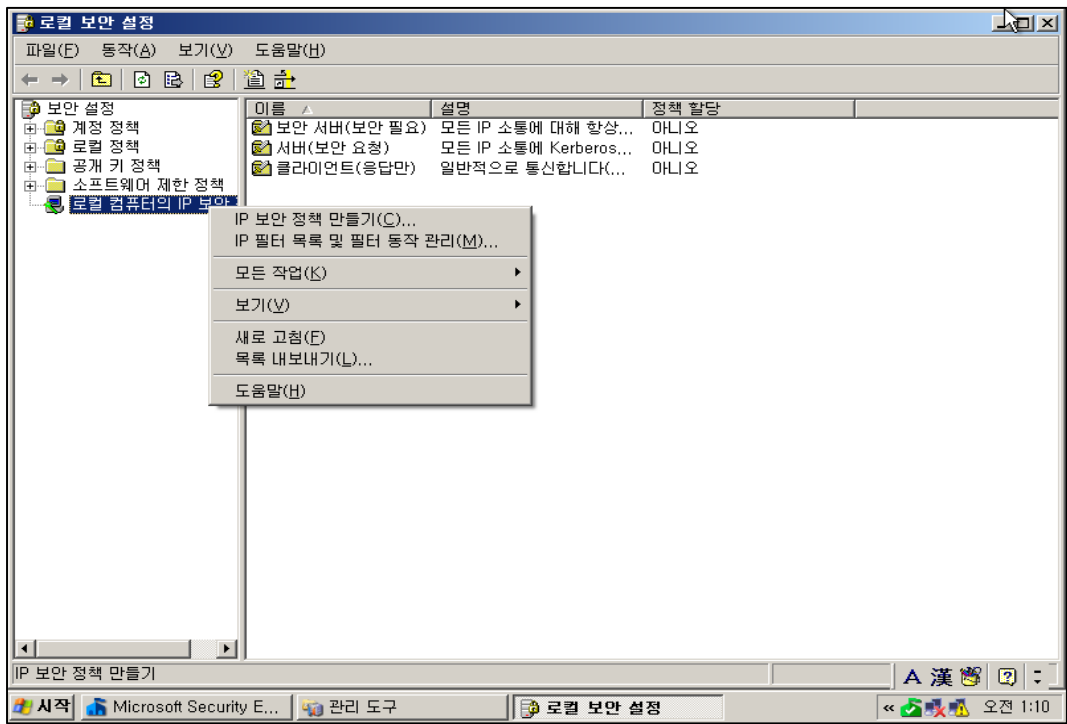 로컬 보안 설정
파일(F) 동작(A) 보기(V) 도움말(H)
보안 설정
계정 정책
로컬 정책
공개 키 정책
소프트웨어 제한 정책
로컬 컴퓨터의 IP 보안
이름 설명 정책 할당
보안 서버(보안 필요) 모든 IP 소통에 대해 항상... 아니오
서버(보안 요청) 모든 IP 소통에 Kerberos... 아니오
클라이언트(응답만) 일반적으로 통신합니다(... 아니오
IP 보안 정책 만들기(C)...
IP 필터 목록 및 필터 동작 관리(M)...
모든 작업(K)
보기(V)
새로 고침(F)
목록 내보내기(L)...
도움말(H)
IP 보안 정책 만들기
A 漢
시작 Microsoft Security E... 관리 도구 로컬 보안 설정 « 오전 1:10